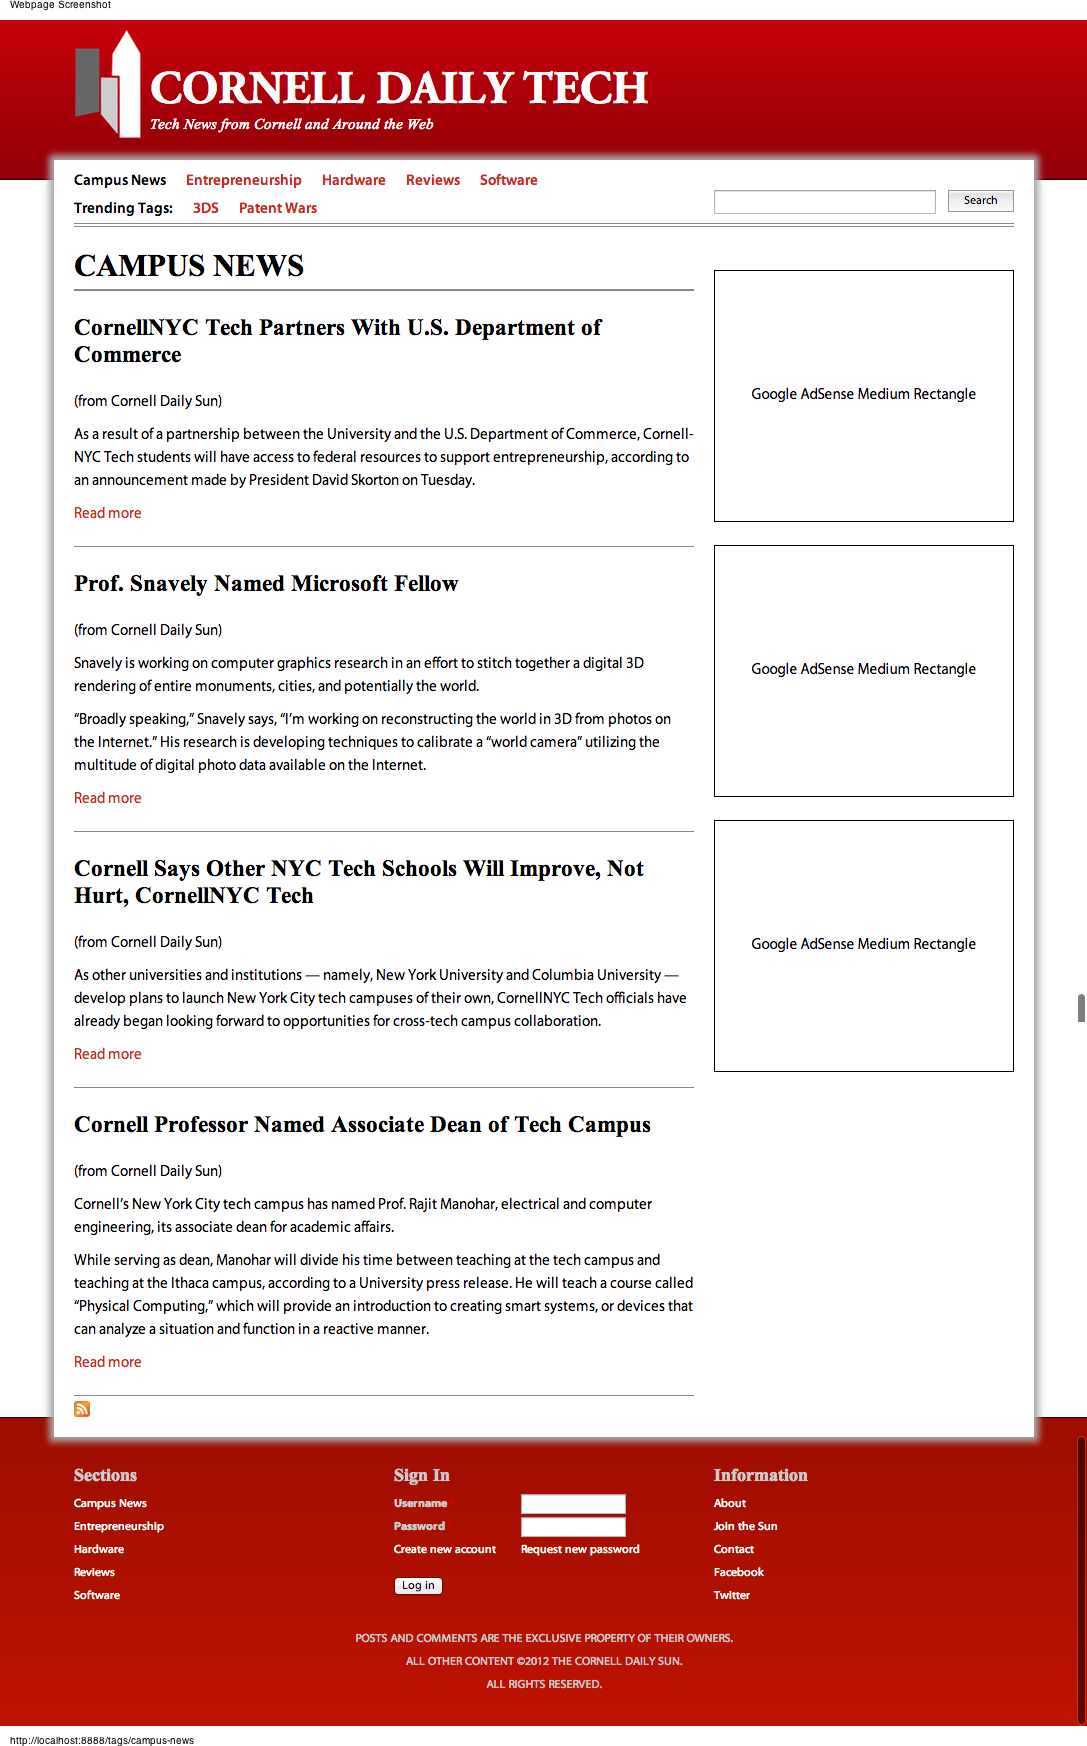 Webpage Screenshot
CORNELL DAILY TECH
Tech News from Cornell and Around the Web
Campus News Entrepreneurship Hardware Reviews Software
Trending Tags: 3DS Patent Wars
Search
CAMPUS NEWS
CornellNYC Tech Partners With U.S. Department of
Commerce
(from Cornell Daily Sun)
As a result of a partnership between the University and the U.S. Department of Commerce, Cornell-
NYC Tech students will have access to federal resources to support entrepreneurship, according to
an announcement made by President David Skorton on Tuesday.
Read more
Prof. Snavely Named Microsoft Fellow
(from Cornell Daily Sun)
Snavely is working on computer graphics research in an effort to stitch together a digital 3D
rendering of entire monuments, cities, and potentially the world.
“Broadly speaking,” Snavely says, “I’m working on reconstructing the world in 3D from photos on
the Internet.” His research is developing techniques to calibrate a “world camera” utilizing the
multitude of digital photo data available on the Internet.
Read more
Cornell Says Other NYC Tech Schools Will Improve, Not
Hurt, CornellNYC Tech
(from Cornell Daily Sun)
As other universities and institutions — namely, New York University and Columbia University —
develop plans to launch New York City tech campuses of their own, CornellNYC Tech officials have
already began looking forward to opportunities for cross-tech campus collaboration.
Read more
Cornell Professor Named Associate Dean of Tech Campus
(from Cornell Daily Sun)
Cornell’s New York City tech campus has named Prof. Rajit Manohar, electrical and computer
engineering, its associate dean for academic affairs.
While serving as dean, Manohar will divide his time between teaching at the tech campus and
teaching at the Ithaca campus, according to a University press release. He will teach a course called
“Physical Computing,” which will provide an introduction to creating smart systems, or devices that
can analyze a situation and function in a reactive manner.
Read more
Google AdSense Medium Rectangle
Google AdSense Medium Rectangle
Google AdSense Medium Rectangle
Sections
Campus News
Entrepreneurship
Hardware
Reviews
Software
Sign In
Username
Password
Create new account Request new password
Log in
Information
About
Join the Sun
Contact
Facebook
Twitter
POSTS AND COMMENTS ARE THE EXCLUSIVE PROPERTY OF THEIR OWNERS.
ALL OTHER CONTENT ©2012 THE CORNELL DAILY SUN.
ALL RIGHTS RESERVED.
http://localhost:8888/tags/campus-news